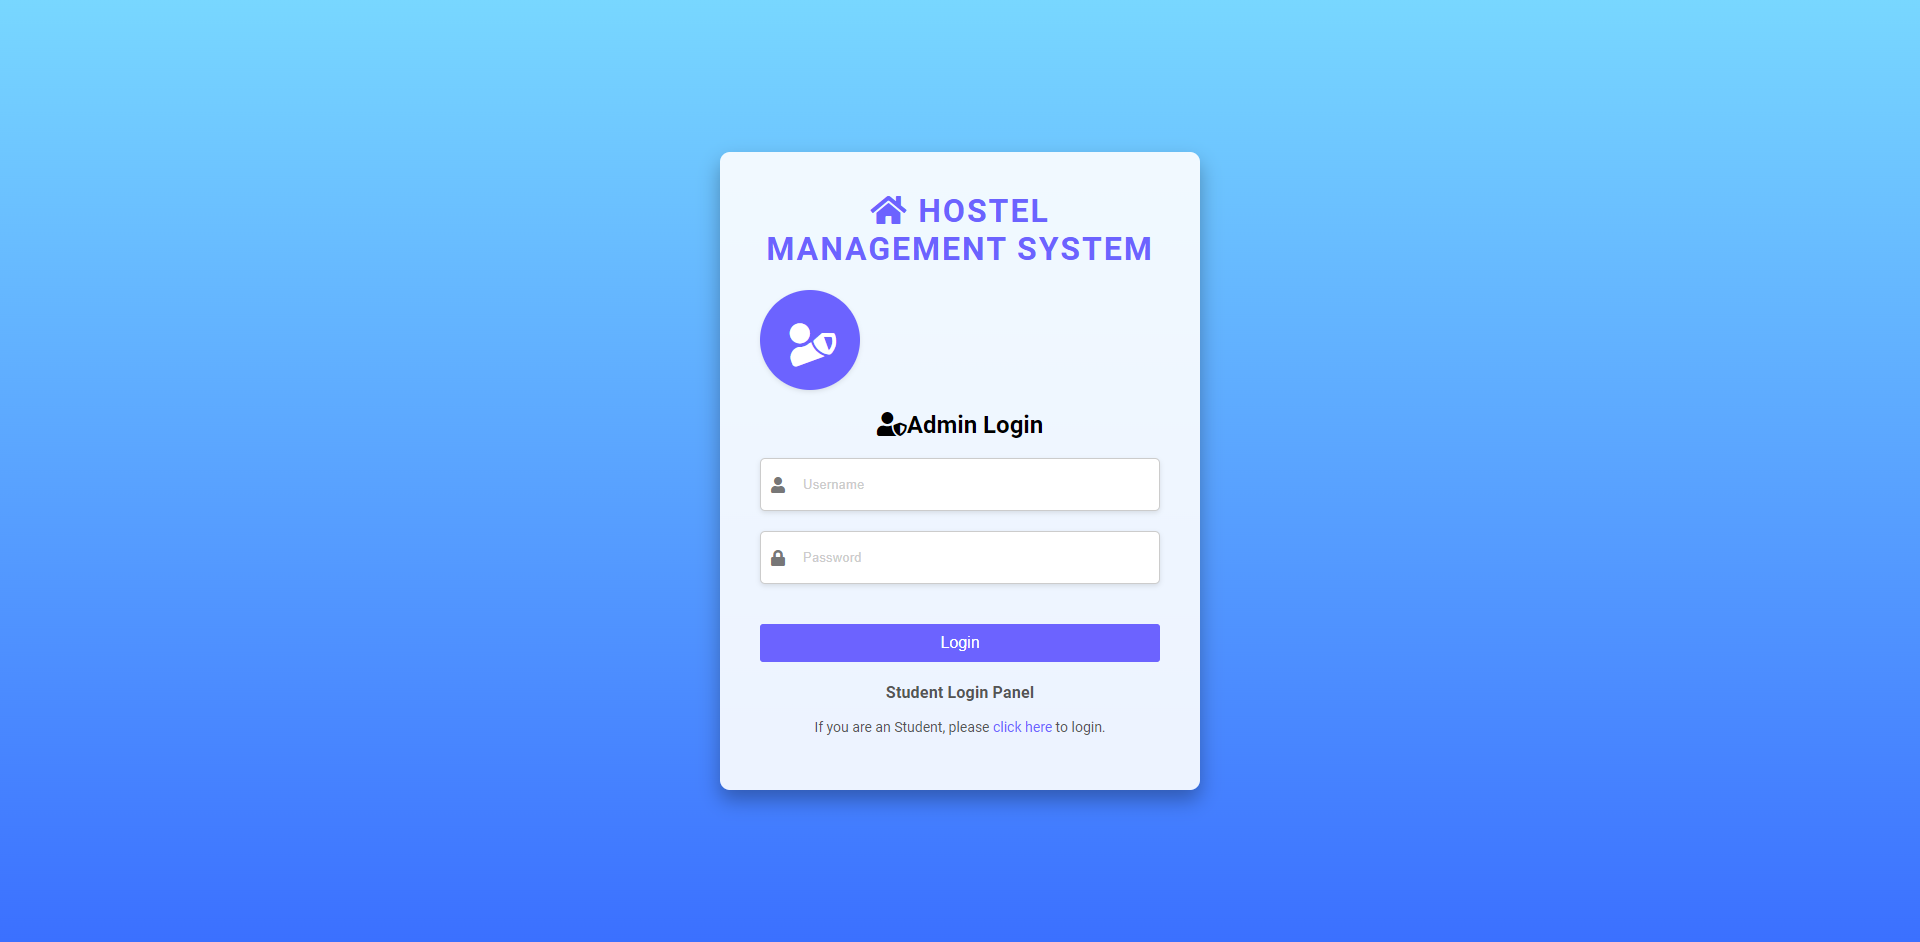 HOSTEL
MANAGEMENT SYSTEM
Admin Login
Username
Password
Login
Student Login Panel
If you are an Student, please click here to login.